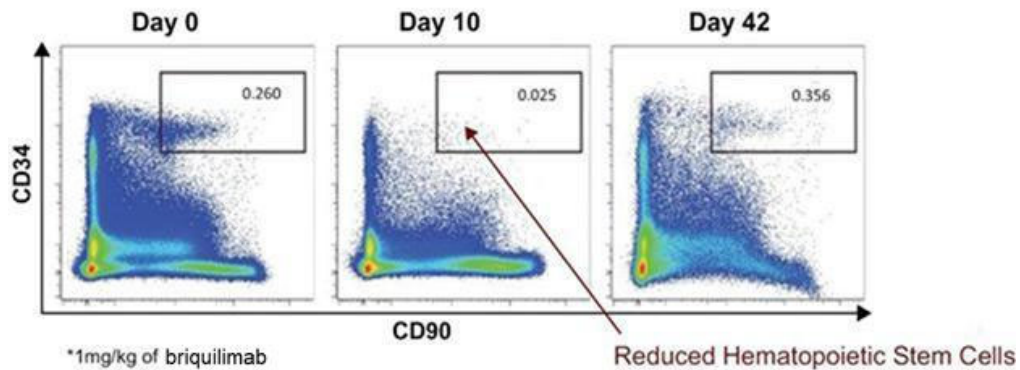 Day 0
Day 10
Day 42
0.260
0.025
0.356
CD34
CD90
*1mg/kg of briquilimab
Reduced Hematopoietic Stem Cells